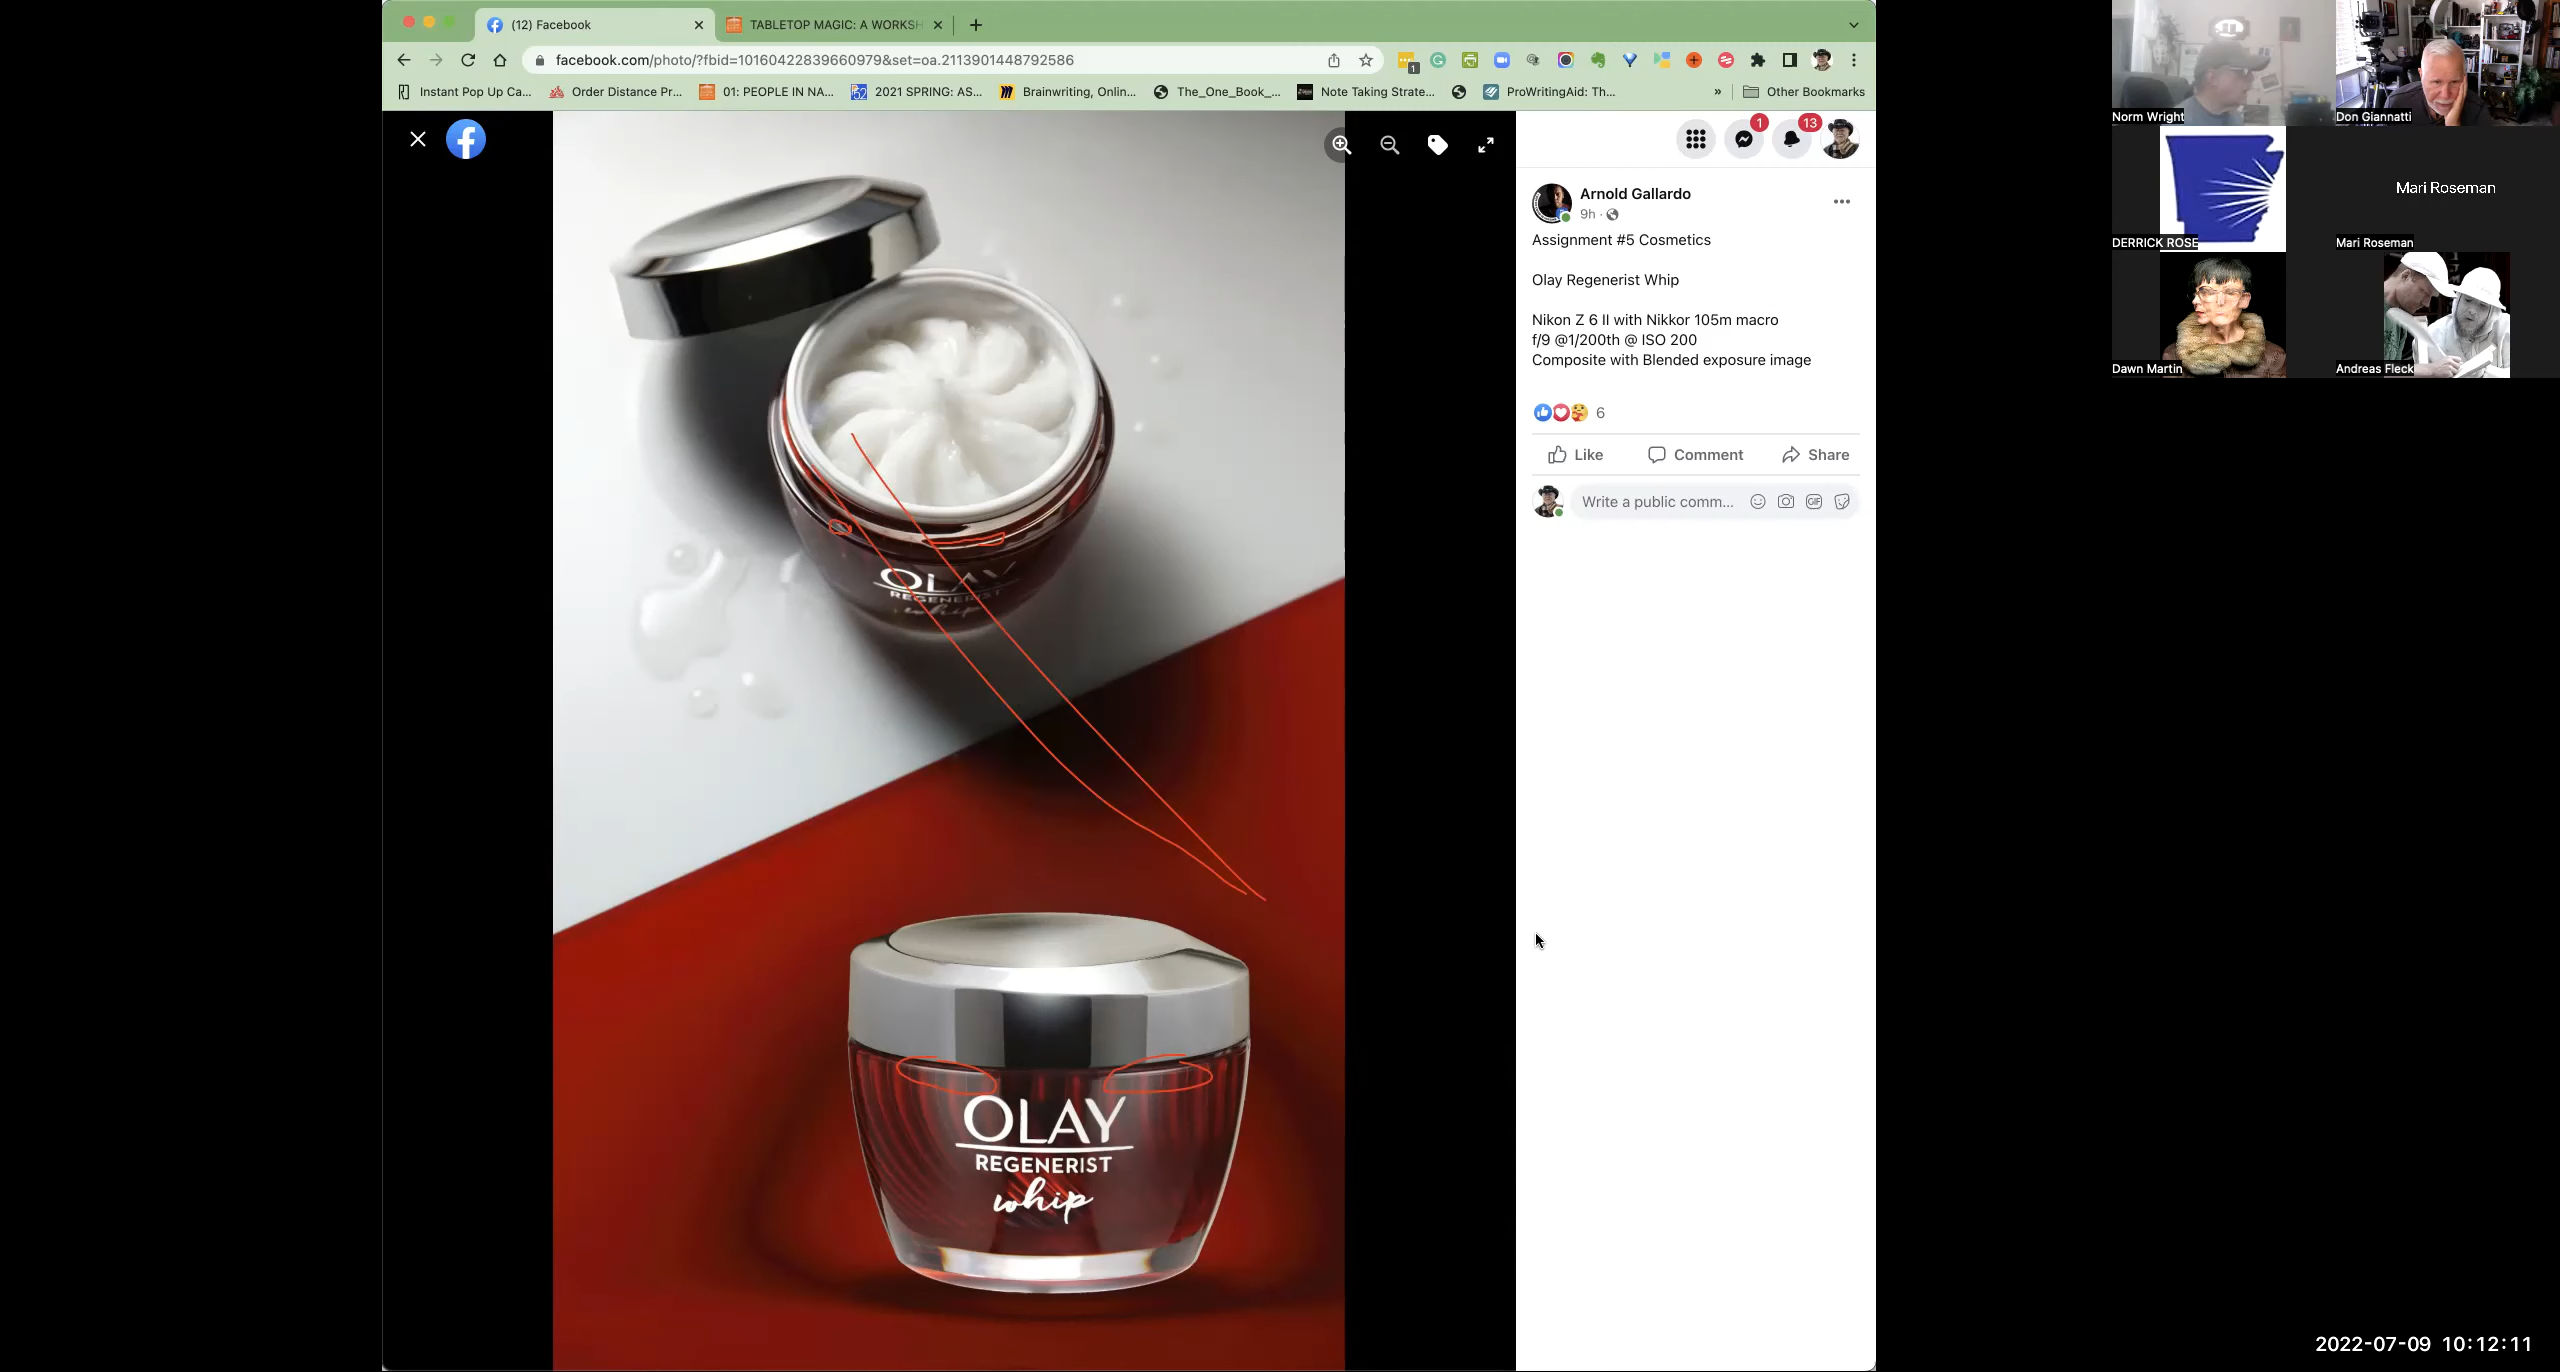 (12) Facebook
TABLETOP MAGIC: A WORKSH
facebook.com/photo/?fbid=10160422839660979&set=oa.2113901448792586
1
Instant Pop Up Ca...
Order Distance Pr...
01: PEOPLE IN NA...
2021 SPRING: AS...
Brainwriting, Onlin...
The_One_Book_...
Note Taking Strate...
ProWritingAid: Th...
»
Other Bookmarks
1
13
Arnold Gallardo
9h ·
Assignment #5 Cosmetics
Olay Regenerist Whip
Nikon Z 6 II with Nikkor 105m macro
f/9 @1/200th @ ISO 200
Composite with Blended exposure image
6
Like
Comment
Share
Write a public comm...
GIF
OLAY
REGENERIST
whip
OLAY
REGENERIST
whip
Norm Wright
Don Giannatti
DERRICK ROSE
Mari Roseman
Mari Roseman
Dawn Martin
Andreas Fleck
2022-07-09 10:12:11